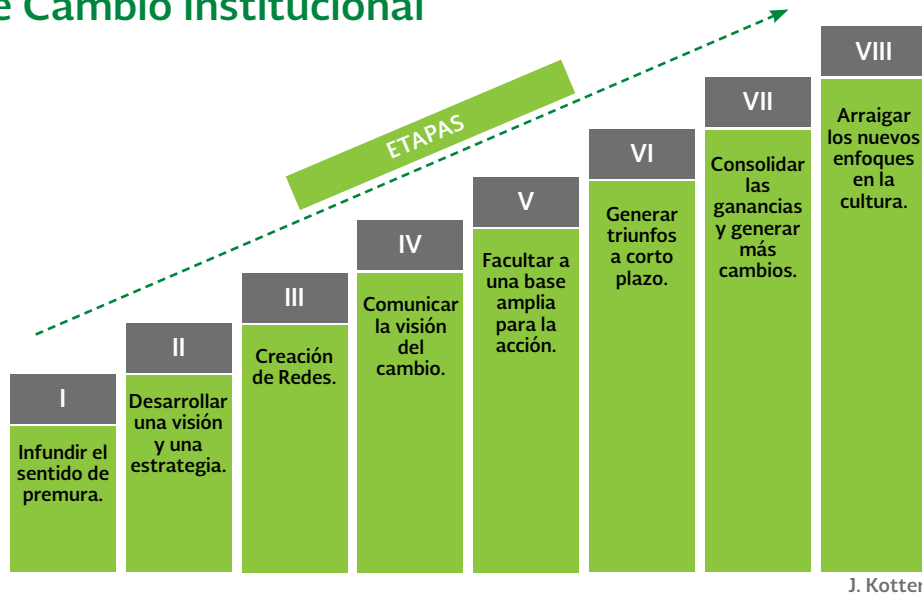 e Cambio Institucional
ETAPAS
I
Infundir el
sentido de
premura.
II
Desarrollar
una visión
y una
estrategia.
III
Creación
de Redes.
IV
Comunicar
la visión
del
cambio.
V
Facultar a
una base
amplia
para la
acción.
VI
Generar
triunfos
a corto
plazo.
VII
Consolidar
las
ganancias
y generar
más
cambios.
VIII
Arraigar
los nuevos
enfoques
en la
cultura.
J. Kotter